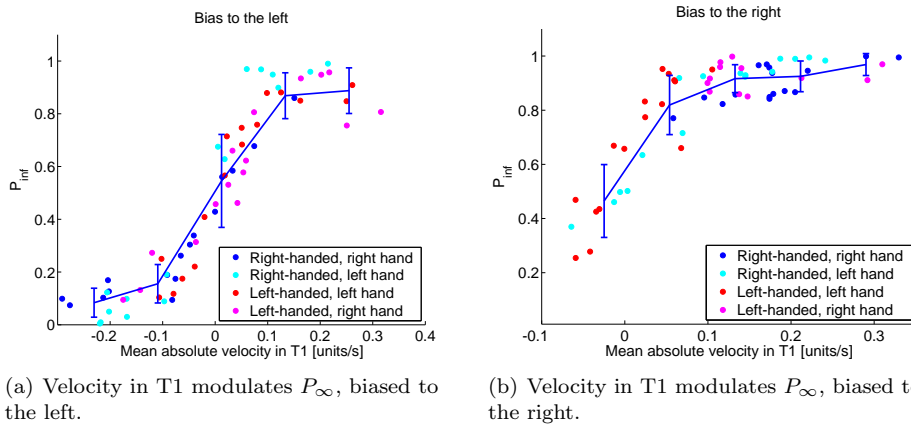 Bias to the left
1
0.8
0.6
0.4
0.2
0
P_inf
-0.2
-0.1
0
0.1
0.2
0.3
0.4
Mean absolute velocity in T1 [units/s]
Right-handed, right hand
Right-handed, left hand
Left-handed, left hand
Left-handed, right hand
(a) Velocity in T1 modulates P∞, biased to
the left.
Bias to the right
1
0.8
0.6
0.4
0.2
0
P_inf
-0.1
0
0.1
0.2
0.3
Mean absolute velocity in T1 [units/s]
Right-handed, right hand
Right-handed, left hand
Left-handed, left hand
Left-handed, right hand
(b) Velocity in T1 modulates P∞, biased t
the right.